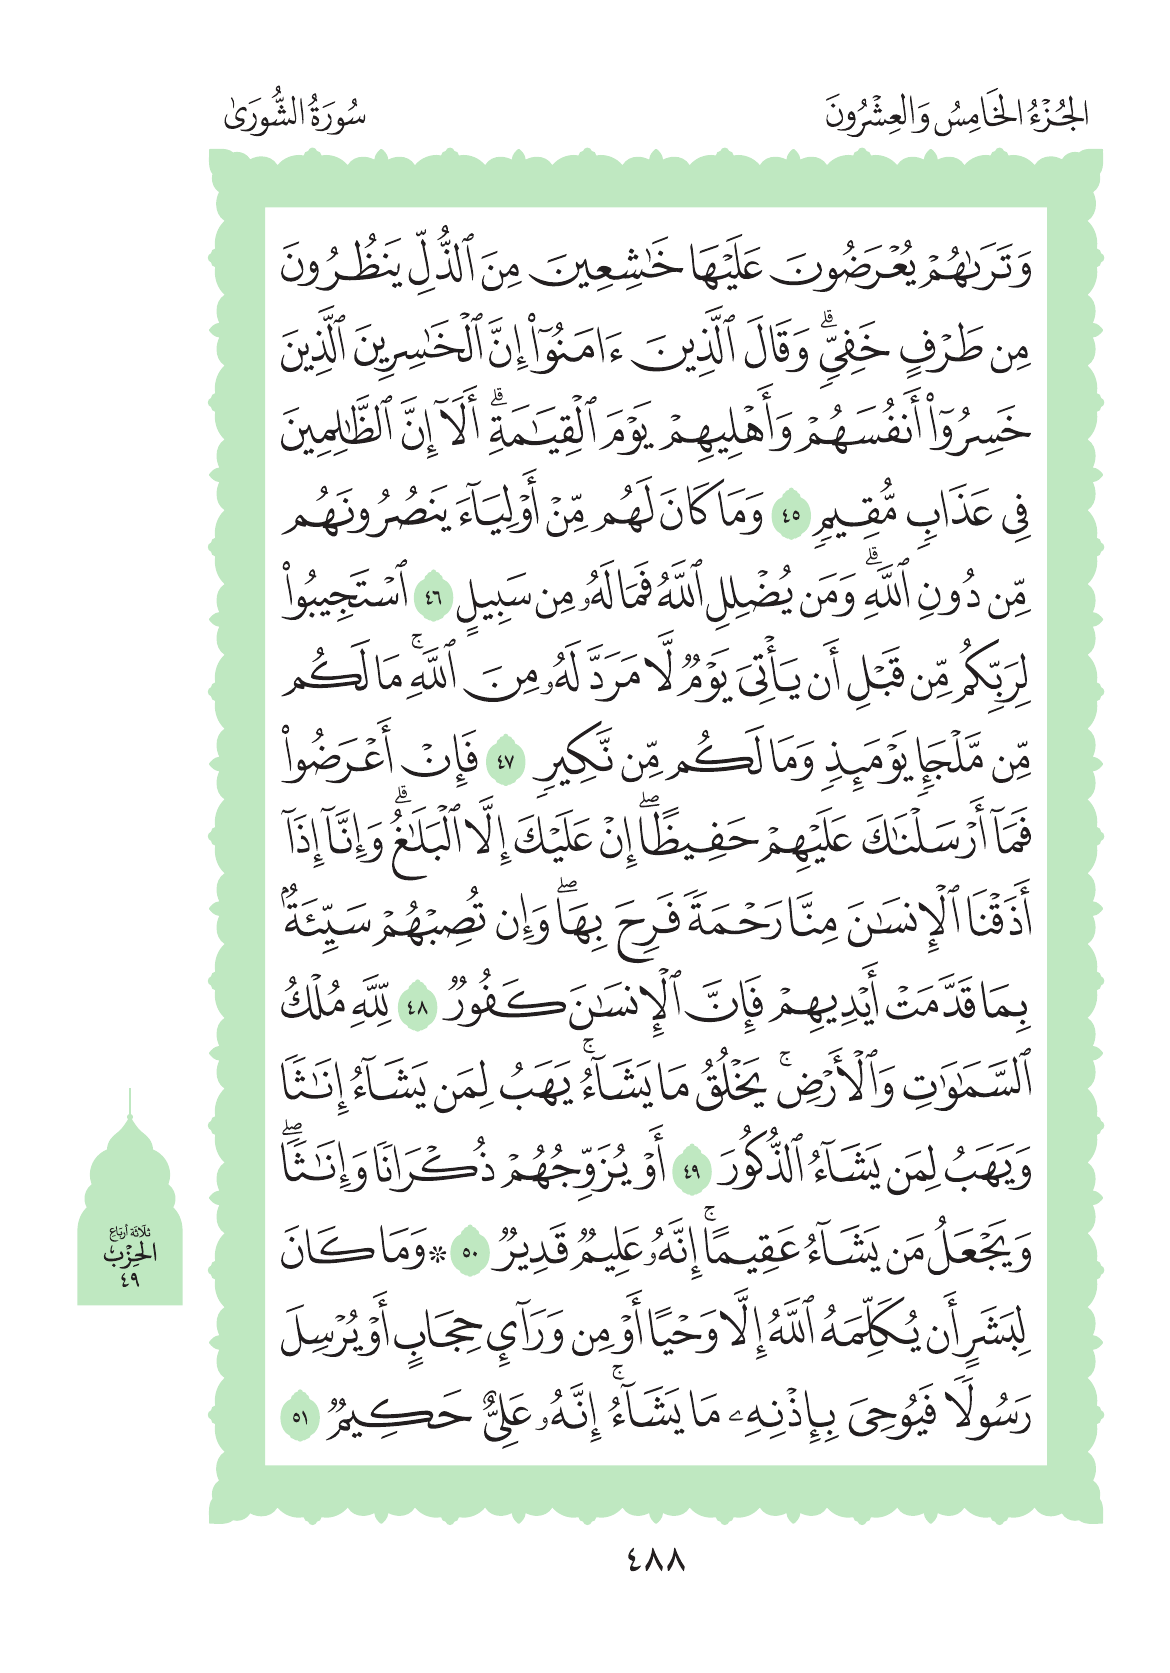 الجُزْءُ الخَامِسُ وَالعِشْرُونَ
سُورَةُ الشُّورَىٰ
وَتَرَىٰهُمْ يُعْرَضُونَ عَلَيْهَا خَٰشِعِينَ مِنَ ٱلذُّلِّ يَنظُرُونَ
مِن طَرْفٍ خَفِيٍّۗ وَقَالَ ٱلَّذِينَ ءَامَنُوٓا۟ إِنَّ ٱلْخَٰسِرِينَ ٱلَّذِينَ
خَسِرُوٓا۟ أَنفُسَهُمْ وَأَهْلِيهِمْ يَوْمَ ٱلْقِيَٰمَةِۗ أَلَآ إِنَّ ٱلظَّٰلِمِينَ
فِى عَذَابٍ مُّقِيمٍ ٤٥ وَمَا كَانَ لَهُم مِّنْ أَوْلِيَآءَ يَنصُرُونَهُم
مِّن دُونِ ٱللَّهِۗ وَمَن يُضْلِلِ ٱللَّهُ فَمَا لَهُۥ مِن سَبِيلٍ ٤٦ ٱسْتَجِيبُوا۟
لِرَبِّكُم مِّن قَبْلِ أَن يَأْتِىَ يَوْمٌ لَّا مَرَدَّ لَهُۥ مِنَ ٱللَّهِۚ مَا لَكُم
مِّن مَّلْجَإٍ يَوْمَئِذٍ وَمَا لَكُم مِّن نَّكِيرٍ ٤٧ فَإِنْ أَعْرَضُوا۟
فَمَآ أَرْسَلْنَٰكَ عَلَيْهِمْ حَفِيظًاۖ إِنْ عَلَيْكَ إِلَّا ٱلْبَلَٰغُۗ وَإِنَّآ إِذَآ
أَذَقْنَا ٱلْإِنسَٰنَ مِنَّا رَحْمَةً فَرِحَ بِهَاۖ وَإِن تُصِبْهُمْ سَيِّئَةٌۢ
بِمَا قَدَّمَتْ أَيْدِيهِمْ فَإِنَّ ٱلْإِنسَٰنَ كَفُورٌ ٤٨ لِّلَّهِ مُلْكُ
ٱلسَّمَٰوَٰتِ وَٱلْأَرْضِۚ يَخْلُقُ مَا يَشَآءُۚ يَهَبُ لِمَن يَشَآءُ إِنَٰثًا
وَيَهَبُ لِمَن يَشَآءُ ٱلذُّكُورَ ٤٩ أَوْ يُزَوِّجُهُمْ ذُكْرَانًا وَإِنَٰثًاۖ
وَيَجْعَلُ مَن يَشَآءُ عَقِيمًاۚ إِنَّهُۥ عَلِيمٌ قَدِيرٌ ٥٠ ۞ وَمَا كَانَ
لِبَشَرٍ أَن يُكَلِّمَهُ ٱللَّهُ إِلَّا وَحْيًا أَوْ مِن وَرَآئِ حِجَابٍ أَوْ يُرْسِلَ
رَسُولًا فَيُوحِىَ بِإِذْنِهِۦ مَا يَشَآءُۚ إِنَّهُۥ عَلِىٌّ حَكِيمٌ ٥١
ثلاثة أرباع
الحِزْب
٤٩
٤٨٨